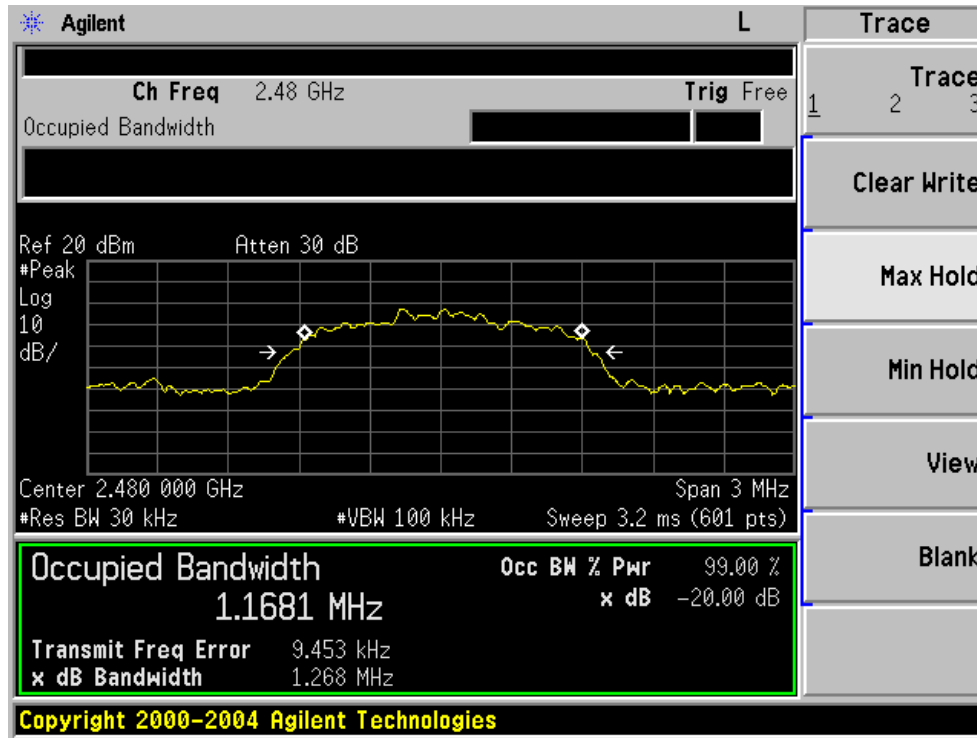 Agilent L Trace
Ch Freq 2.48 GHz Trig Free
Occupied Bandwidth
Trace
1 2 3
Clear Write
Max Hold
Min Hold
View
Blank
Ref 20 dBm Atten 30 dB
#Peak
Log
10
dB/
Center 2.480 000 GHz Span 3 MHz
#Res BW 30 kHz #VBW 100 kHz Sweep 3.2 ms (601 pts)
Occupied Bandwidth Occ BW % Pwr 99.00 %
1.1681 MHz x dB -20.00 dB
Transmit Freq Error 9.453 kHz
x dB Bandwidth 1.268 MHz
Copyright 2000-2004 Agilent Technologies